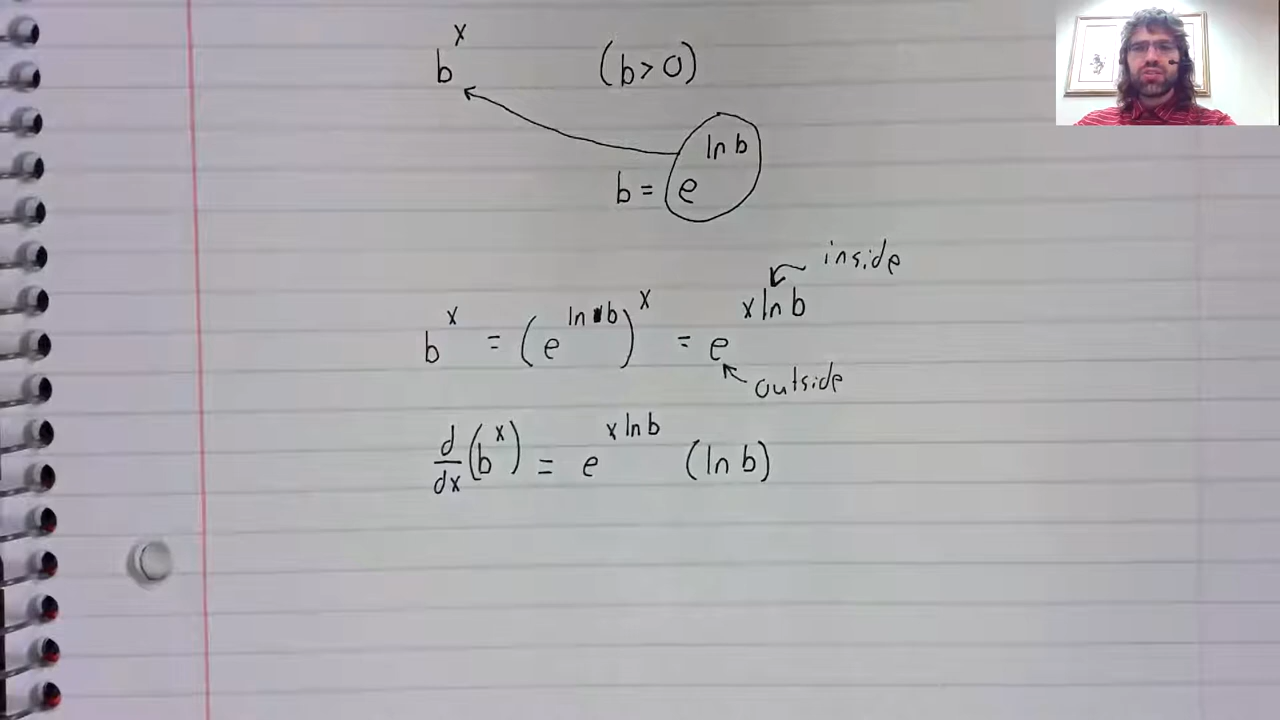 b^x (b > 0)
b = e^{ln b}
inside
b^x = (e^{ln b})^x = e^{x ln b}
outside
d/dx (b^x) = e^{x ln b} (ln b)